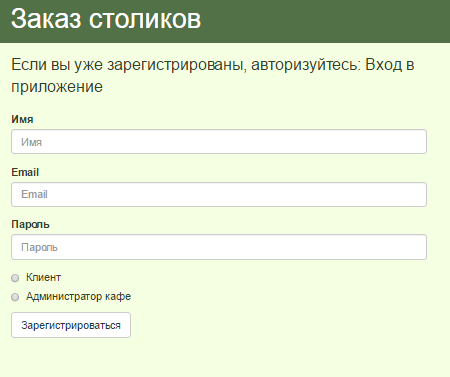 Заказ столиков
Если вы уже зарегистрированы, авторизуйтесь: Вход в
приложение
Имя
Имя
Email
Email
Пароль
Пароль
Клиент
Администратор кафе
Зарегистрироваться